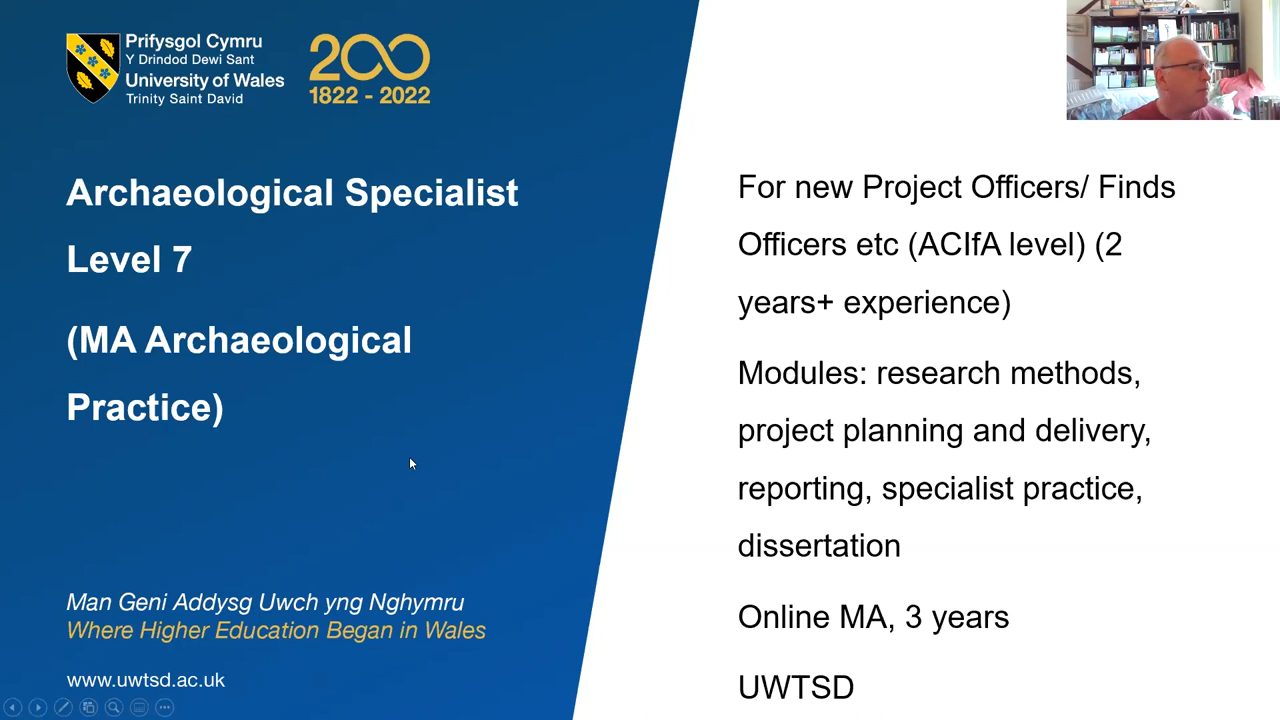 Prifysgol Cymru
Y Drindod Dewi Sant
University of Wales
Trinity Saint David
200
1822 - 2022
Archaeological Specialist
Level 7
(MA Archaeological
Practice)
Man Geni Addysg Uwch yng Nghymru
Where Higher Education Began in Wales
www.uwtsd.ac.uk
For new Project Officers/ Finds
Officers etc (ACIfA level) (2
years+ experience)
Modules: research methods,
project planning and delivery,
reporting, specialist practice,
dissertation
Online MA, 3 years
UWTSD